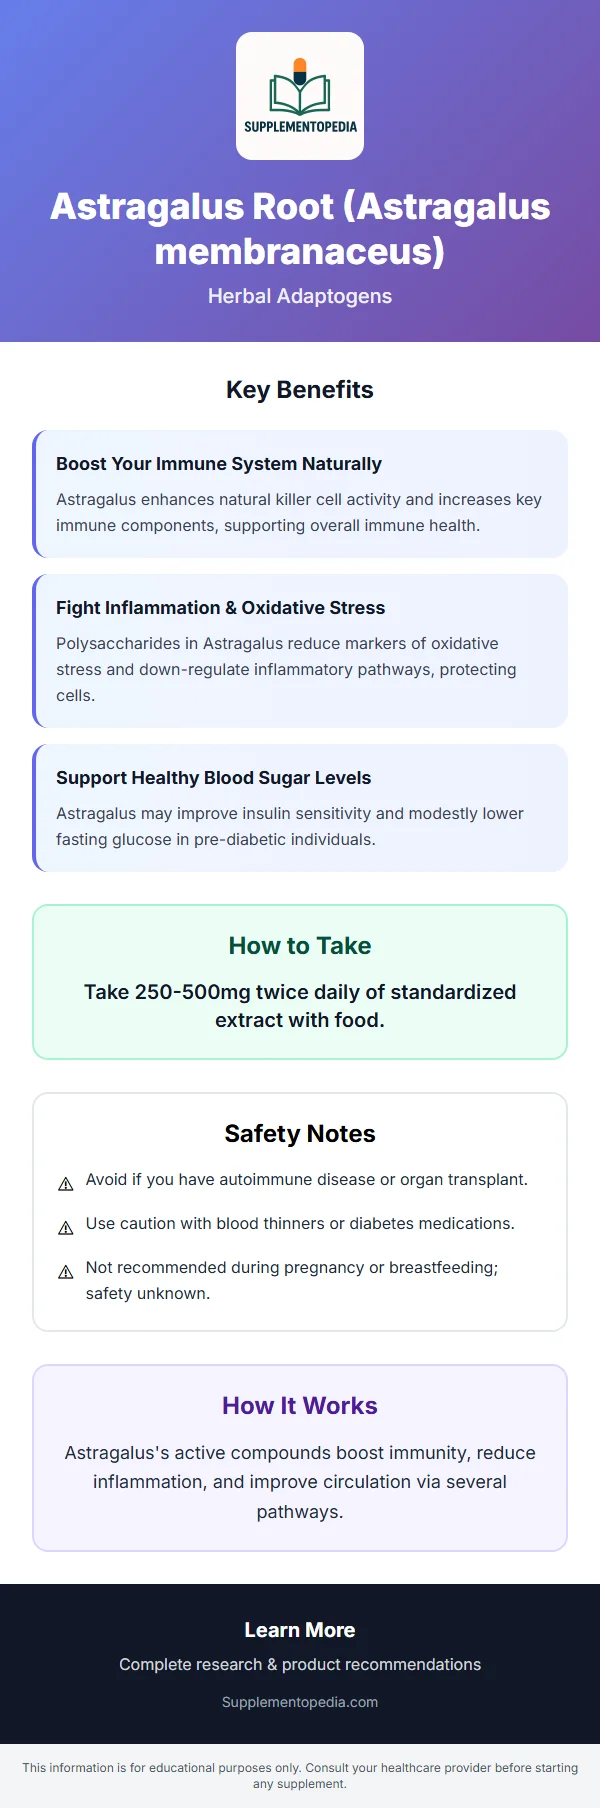 SUPPLEMENTOPEDIA
Astragalus Root (Astragalus
membranaceus)
Herbal Adaptogens
Key Benefits
Boost Your Immune System Naturally
Astragalus enhances natural killer cell activity and increases key
immune components, supporting overall immune health.
Fight Inflammation & Oxidative Stress
Polysaccharides in Astragalus reduce markers of oxidative
stress and down-regulate inflammatory pathways, protecting
cells.
Support Healthy Blood Sugar Levels
Astragalus may improve insulin sensitivity and modestly lower
fasting glucose in pre-diabetic individuals.
How to Take
Take 250-500mg twice daily of standardized
extract with food.
Safety Notes
⚠ Avoid if you have autoimmune disease or organ transplant.
⚠ Use caution with blood thinners or diabetes medications.
⚠ Not recommended during pregnancy or breastfeeding;
safety unknown.
How It Works
Astragalus's active compounds boost immunity, reduce
inflammation, and improve circulation via several
pathways.
Learn More
Complete research & product recommendations
Supplementopedia.com
This information is for educational purposes only. Consult your healthcare provider before starting
any supplement.